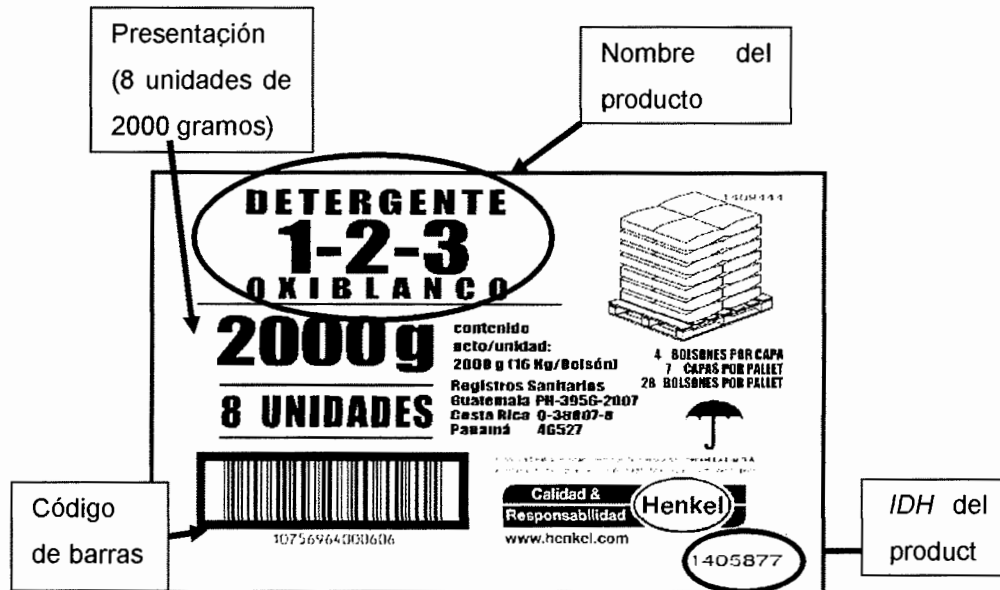 Presentación
(8 unidades de
2000 gramos)
Nombre del
producto
DETERGENTE
1-2-3
OXIBLANCO
1409444
2000g
contenido
neto/unidad:
2000 g (16 Kg/Bolsón)
4 BOLSONES POR CAPA
7 CAPAS POR PALLET
28 BOLSONES POR PALLET
8 UNIDADES
Registros Sanitarios
Guatemala PH-3956-2007
Costa Rica Q-38007-8
Panamá 46527
Código
de barras
10756964000606
Calidad &
Responsabilidad
Henkel
www.henkel.com
1405877
IDH del
product